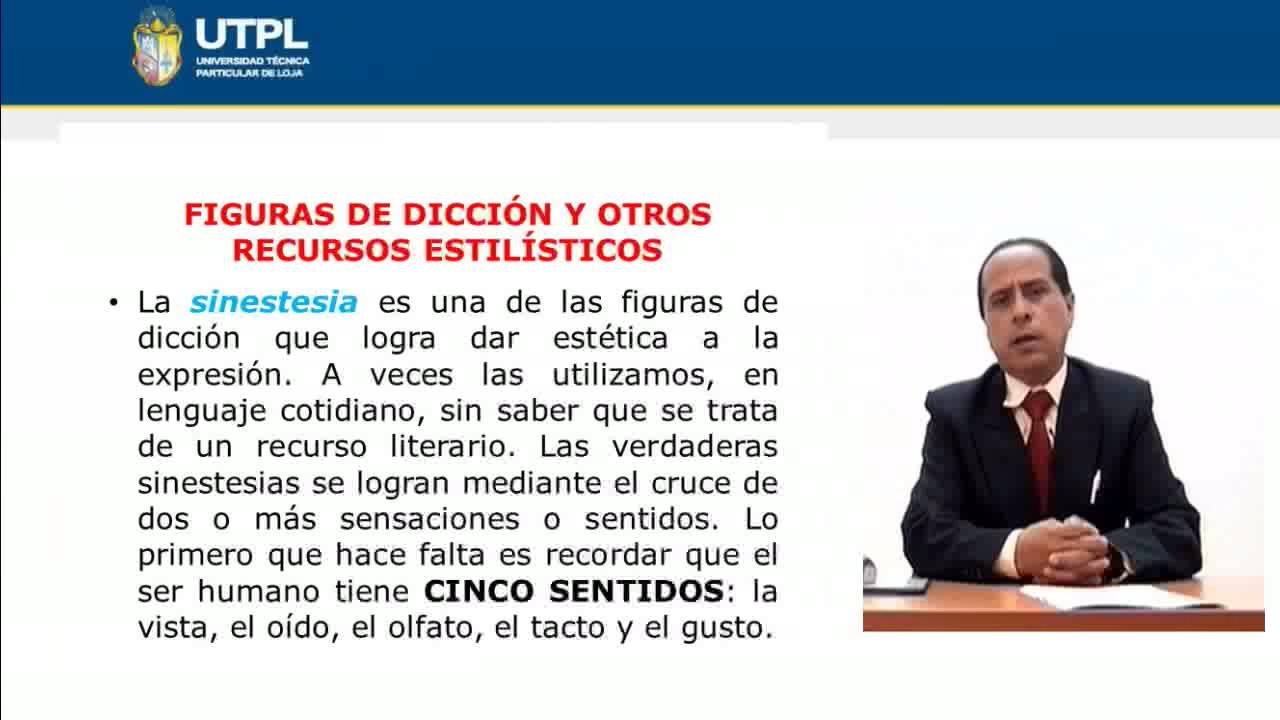 UTPL
UNIVERSIDAD TÉCNICA
PARTICULAR DE LOJA
FIGURAS DE DICCIÓN Y OTROS
RECURSOS ESTILÍSTICOS
• La sinestesia es una de las figuras de
dicción que logra dar estética a la
expresión. A veces las utilizamos, en
lenguaje cotidiano, sin saber que se trata
de un recurso literario. Las verdaderas
sinestesias se logran mediante el cruce de
dos o más sensaciones o sentidos. Lo
primero que hace falta es recordar que el
ser humano tiene CINCO SENTIDOS: la
vista, el oído, el olfato, el tacto y el gusto.